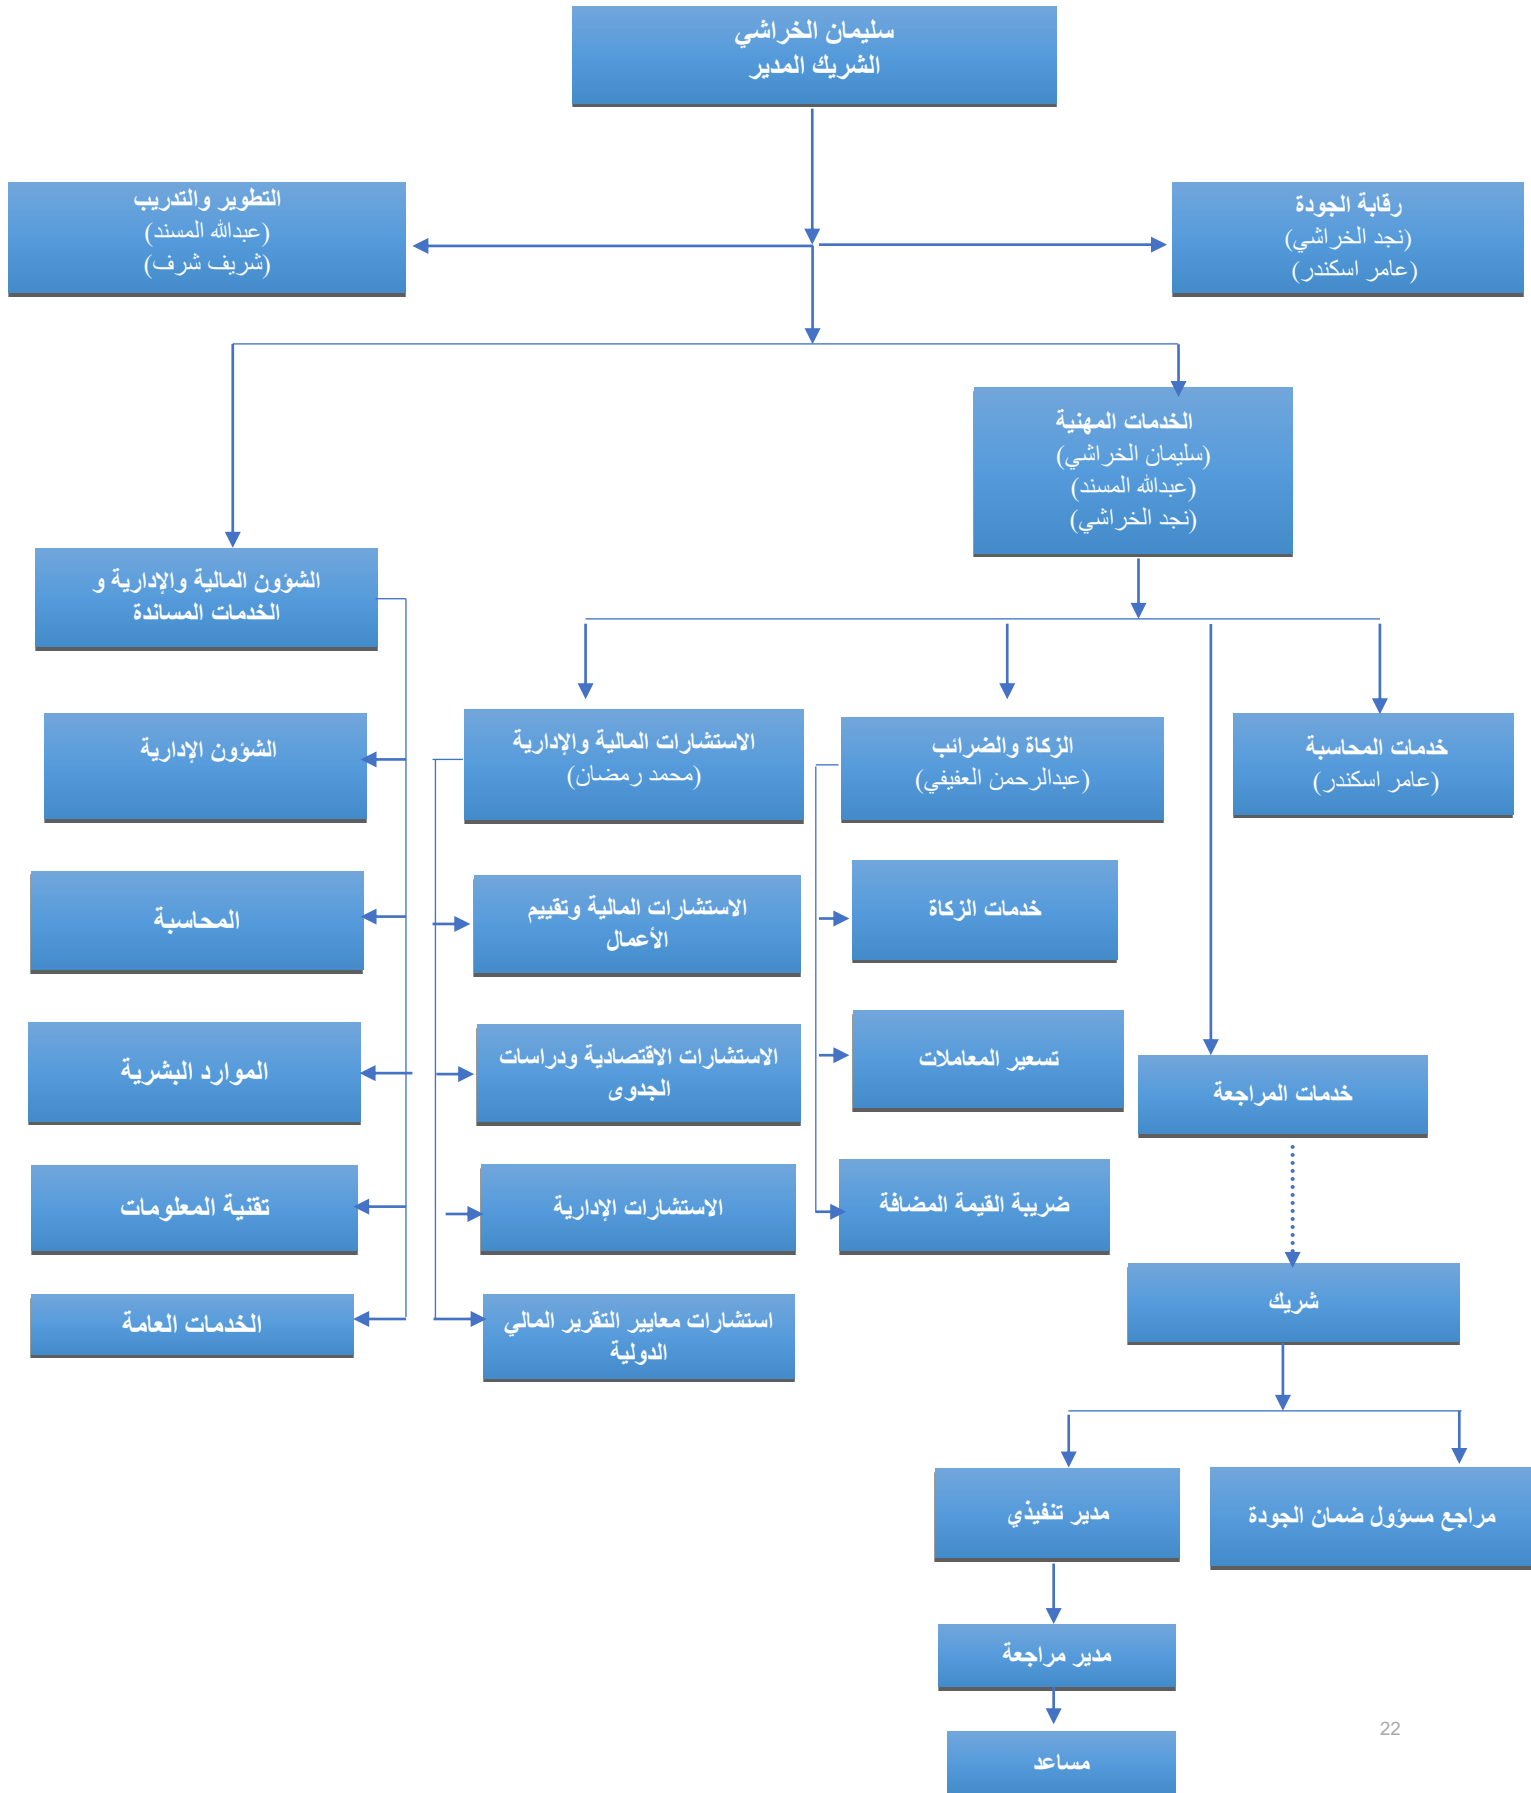 سليمان الخراشي
الشريك المدير
رقابة الجودة
(نجد الخراشي)
(عامر اسكندر)
التطوير والتدريب
(عبدالله المسند)
(شريف شرف)
الخدمات المهنية
(سليمان الخراشي)
(عبدالله المسند)
(نجد الخراشي)
الشؤون المالية والإدارية و
الخدمات المساندة
خدمات المحاسبة
(عامر اسكندر)
الزكاة والضرائب
(عبدالرحمن العفيفي)
الاستشارات المالية والإدارية
(محمد رمضان)
الشؤون الإدارية
خدمات الزكاة
الاستشارات المالية وتقييم
الأعمال
المحاسبة
تسعير المعاملات
الاستشارات الاقتصادية ودراسات
الجدوى
الموارد البشرية
خدمات المراجعة
ضريبة القيمة المضافة
الاستشارات الإدارية
تقنية المعلومات
شريك
استشارات معايير التقرير المالي
الدولية
الخدمات العامة
مراجع مسؤول ضمان الجودة
مدير تنفيذي
مدير مراجعة
مساعد
22